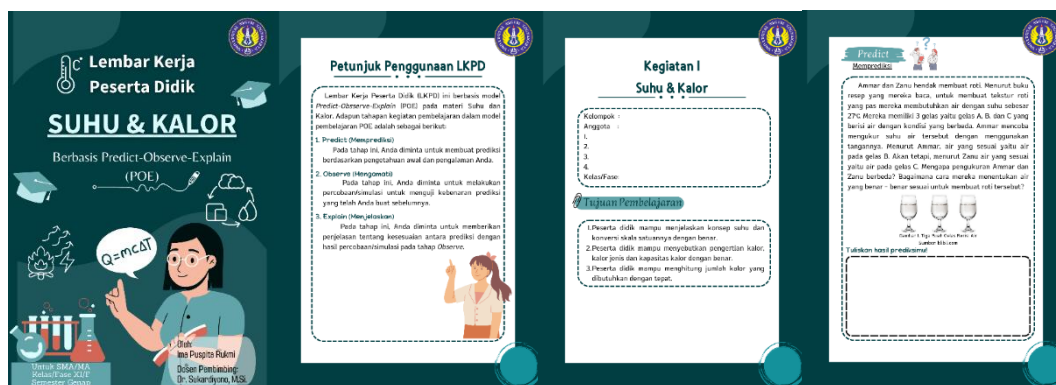 Lembar Kerja
Peserta Didik
SUHU & KALOR
Berbasis Predict-Observe-Explain
(POE)
Q=mcΔT
Oleh:
Ima Puspita Rukmi
Dosen Pembimbing:
Dr. Sukardiyono, M.Si.
Untuk SMA/MA
Kelas/Fase XI/F
Semester Genap
Petunjuk Penggunaan LKPD
Lembar Kerja Peserta Didik (LKPD) ini berbasis model
Predict-Observe-Explain (POE) pada materi Suhu dan
Kalor. Adapun tahapan kegiatan pembelajaran dalam model
pembelajaran POE adalah sebagai berikut:
1. Predict (Memprediksi)
Pada tahap ini, Anda diminta untuk membuat prediksi
berdasarkan pengetahuan awal dan pengalaman Anda.
2. Observe (Mengamati)
Pada tahap ini, Anda diminta untuk melakukan
percobaan/simulasi untuk menguji kebenaran prediksi
yang telah Anda buat sebelumnya.
3. Explain (Menjelaskan)
Pada tahap ini, Anda diminta untuk memberikan
penjelasan tentang kesesuaian antara prediksi dengan
hasil percobaan/simulasi pada tahap Observe.
Kegiatan I
Suhu & Kalor
Kelompok :
Anggota :
1.
2.
3.
4.
Kelas/Fase:
Tujuan Pembelajaran
1.Peserta didik mampu menjelaskan konsep suhu dan
konversi skala satuannya dengan benar.
2.Peserta didik mampu menyebutkan pengertian kalor,
kalor jenis dan kapasitas kalor dengan benar.
3.Peserta didik mampu menghitung jumlah kalor yang
dibutuhkan dengan tepat.
Predict
Memprediksi
Ammar dan Zanu hendak membuat roti. Menurut buku
resep yang mereka baca, untuk membuat tekstur roti
yang pas mereka membutuhkan air dengan suhu sebesar
27°C. Mereka memiliki 3 gelas yaitu gelas A, B, dan C yang
berisi air dengan kondisi yang berbeda. Ammar mencoba
mengukur suhu air tersebut dengan menggunakan
tangannya. Menurut Ammar, air yang sesuai yaitu air
pada gelas B. Akan tetapi, menurut Zanu air yang sesuai
yaitu air pada gelas C. Mengapa pengukuran Ammar dan
Zanu berbeda? Bagaimana cara mereka menentukan air
yang benar - benar sesuai untuk membuat roti tersebut?
Gambar 1. Tiga Buah Gelas Berisi Air
Sumber: Blibli.com
Tuliskan hasil prediksimu!